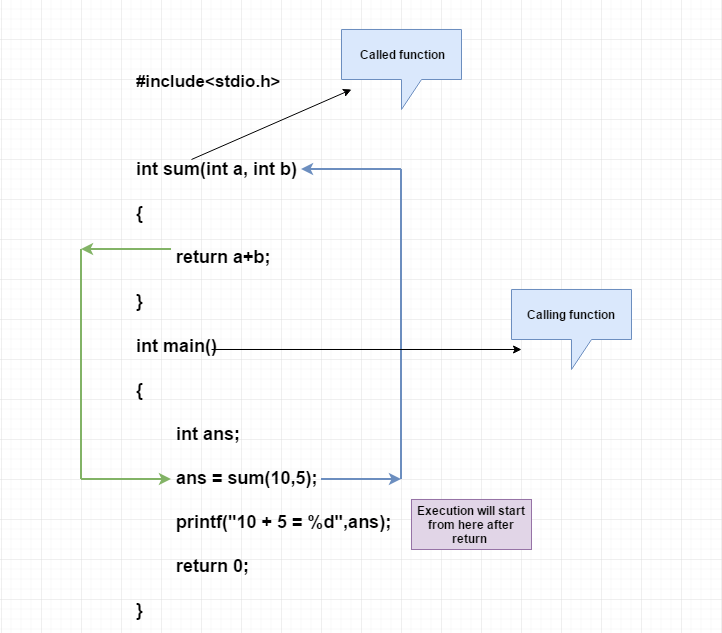 Called function
#include<stdio.h>
int sum(int a, int b)
{
return a+b;
}
Calling function
int main()
{
int ans;
ans = sum(10,5);
printf("10 + 5 = %d",ans);
Execution will start
from here after
return
return 0;
}